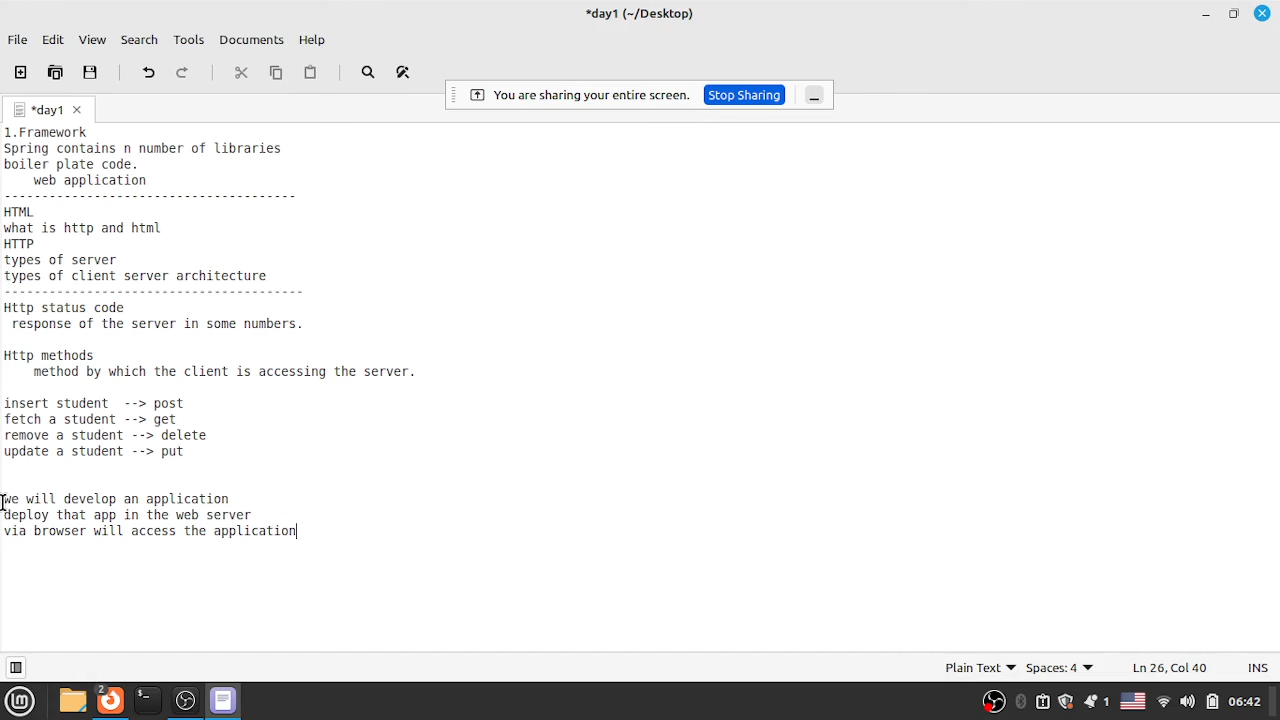 *day1 (~/Desktop)
File Edit View Search Tools Documents Help
You are sharing your entire screen. Stop Sharing
*day1
1.Framework
Spring contains n number of libraries
boiler plate code.
    web application
---------------------------------------
HTML
what is http and html
HTTP
types of server
types of client server architecture
----------------------------------------
Http status code
 response of the server in some numbers.
Http methods
    method by which the client is accessing the server.
insert student  --> post
fetch a student --> get
remove a student --> delete
update a student --> put
we will develop an application
deploy that app in the web server
via browser will access the application
Plain Text Spaces: 4 Ln 26, Col 40 INS
2 1 06:42